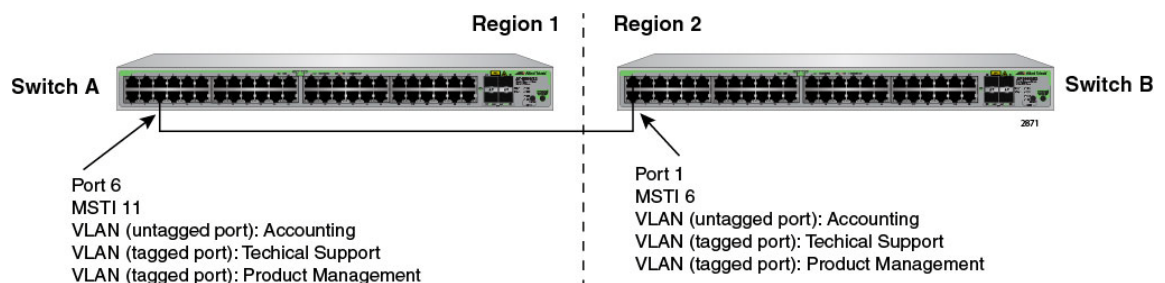 Region 1
Region 2
Switch A
Switch B
2871
Port 6
MSTI 11
VLAN (untagged port): Accounting
VLAN (tagged port): Techical Support
VLAN (tagged port): Product Management
Port 1
MSTI 6
VLAN (untagged port): Accounting
VLAN (tagged port): Techical Support
VLAN (tagged port): Product Management